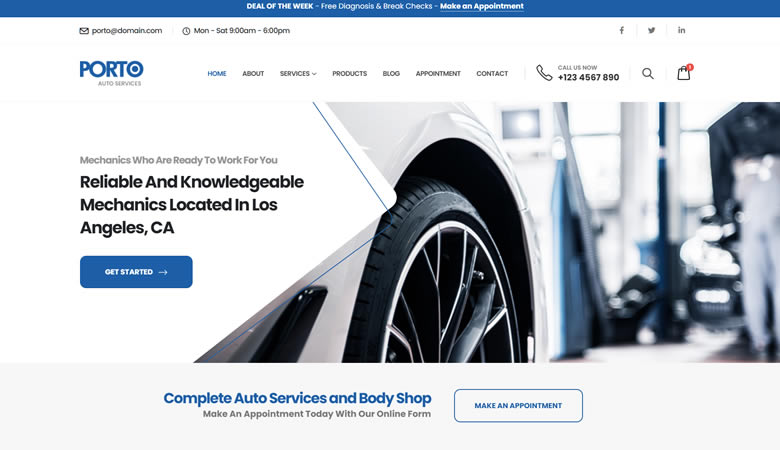 DEAL OF THE WEEK - Free Diagnosis & Break Checks - Make an Appointment
porto@domain.com Mon - Sat 9:00am - 6:00pm
PORTO
AUTO SERVICES
HOME ABOUT SERVICES PRODUCTS BLOG APPOINTMENT CONTACT
CALL US NOW
+123 4567 890
1
Mechanics Who Are Ready To Work For You
Reliable And Knowledgeable
Mechanics Located In Los
Angeles, CA
GET STARTED
Complete Auto Services and Body Shop
Make An Appointment Today With Our Online Form
MAKE AN APPOINTMENT